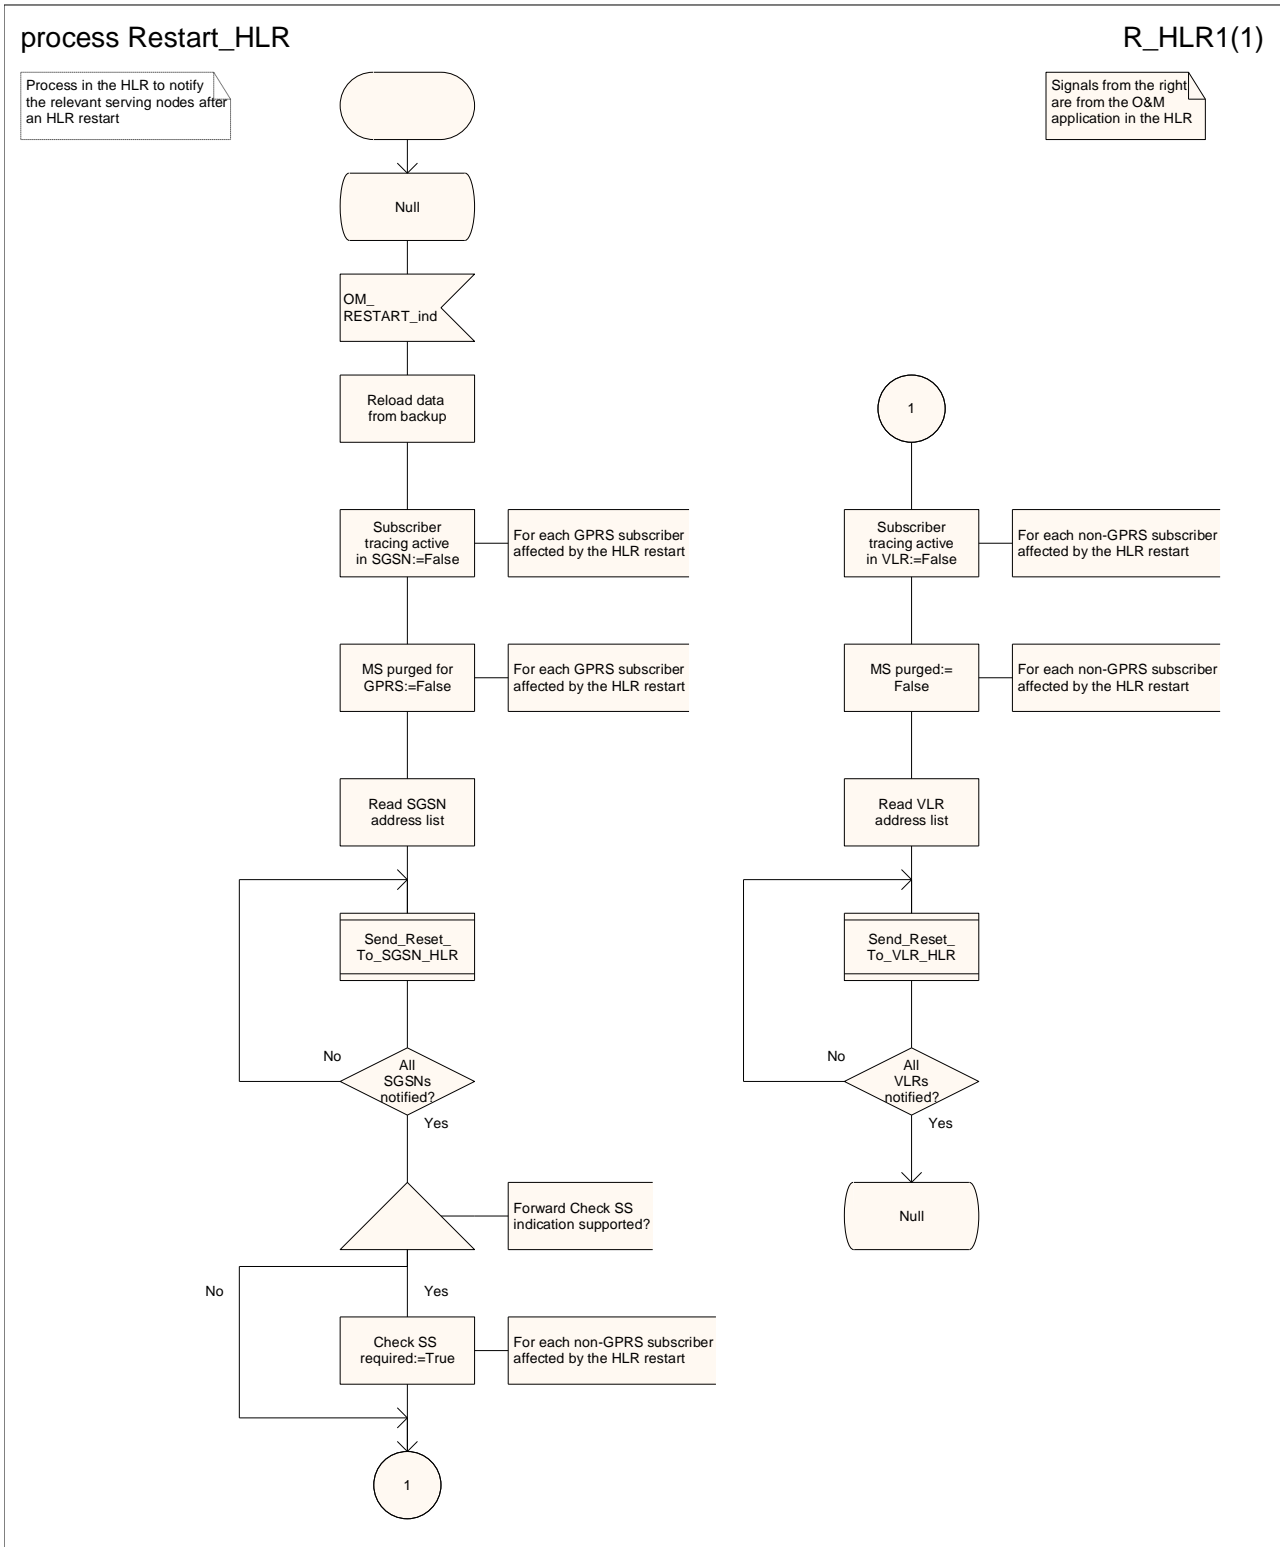 process Restart_HLR
R_HLR1(1)
Process in the HLR to notify
the relevant serving nodes after
an HLR restart
Signals from the right
are from the O&M
application in the HLR
Null
OM_
RESTART_ind
Reload data
from backup
Subscriber
tracing active
in SGSN:=False
For each GPRS subscriber
affected by the HLR restart
MS purged for
GPRS:=False
For each GPRS subscriber
affected by the HLR restart
Read SGSN
address list
Send_Reset_
To_SGSN_HLR
No
All
SGSNs
notified?
Yes
Forward Check SS
indication supported?
No
Yes
Check SS
required:=True
For each non-GPRS subscriber
affected by the HLR restart
1
1
Subscriber
tracing active
in VLR:=False
For each non-GPRS subscriber
affected by the HLR restart
MS purged:=
False
For each non-GPRS subscriber
affected by the HLR restart
Read VLR
address list
Send_Reset_
To_VLR_HLR
No
All
VLRs
notified?
Yes
Null